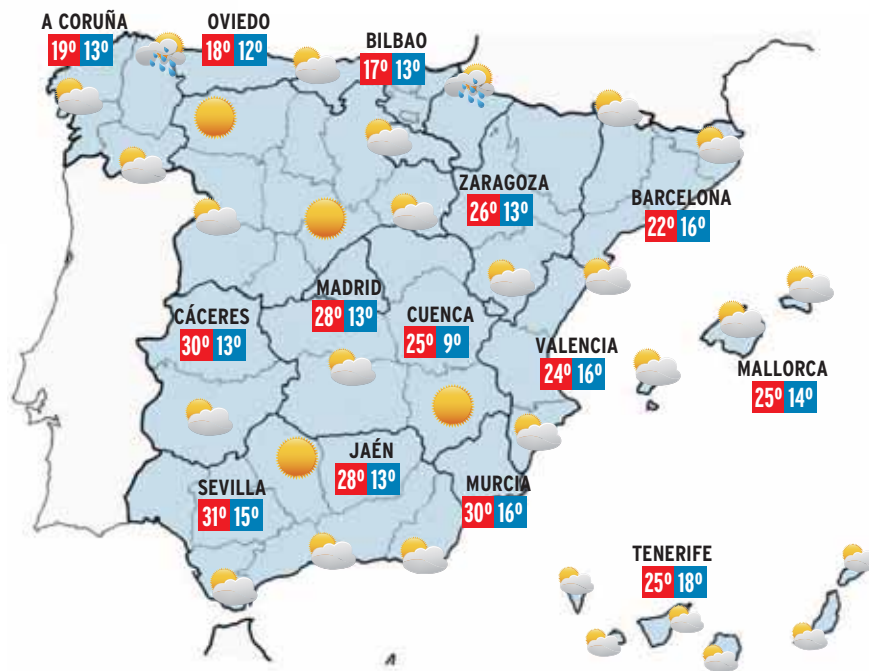 A CORUÑA
19º 13º
OVIEDO
18º 12º
BILBAO
17º 13º
ZARAGOZA
26º 13º
BARCELONA
22º 16º
MADRID
28º 13º
CÁCERES
30º 13º
CUENCA
25º 9º
VALENCIA
24º 16º
MALLORCA
25º 14º
JAÉN
28º 13º
SEVILLA
31º 15º
MURCIA
30º 16º
TENERIFE
25º 18º